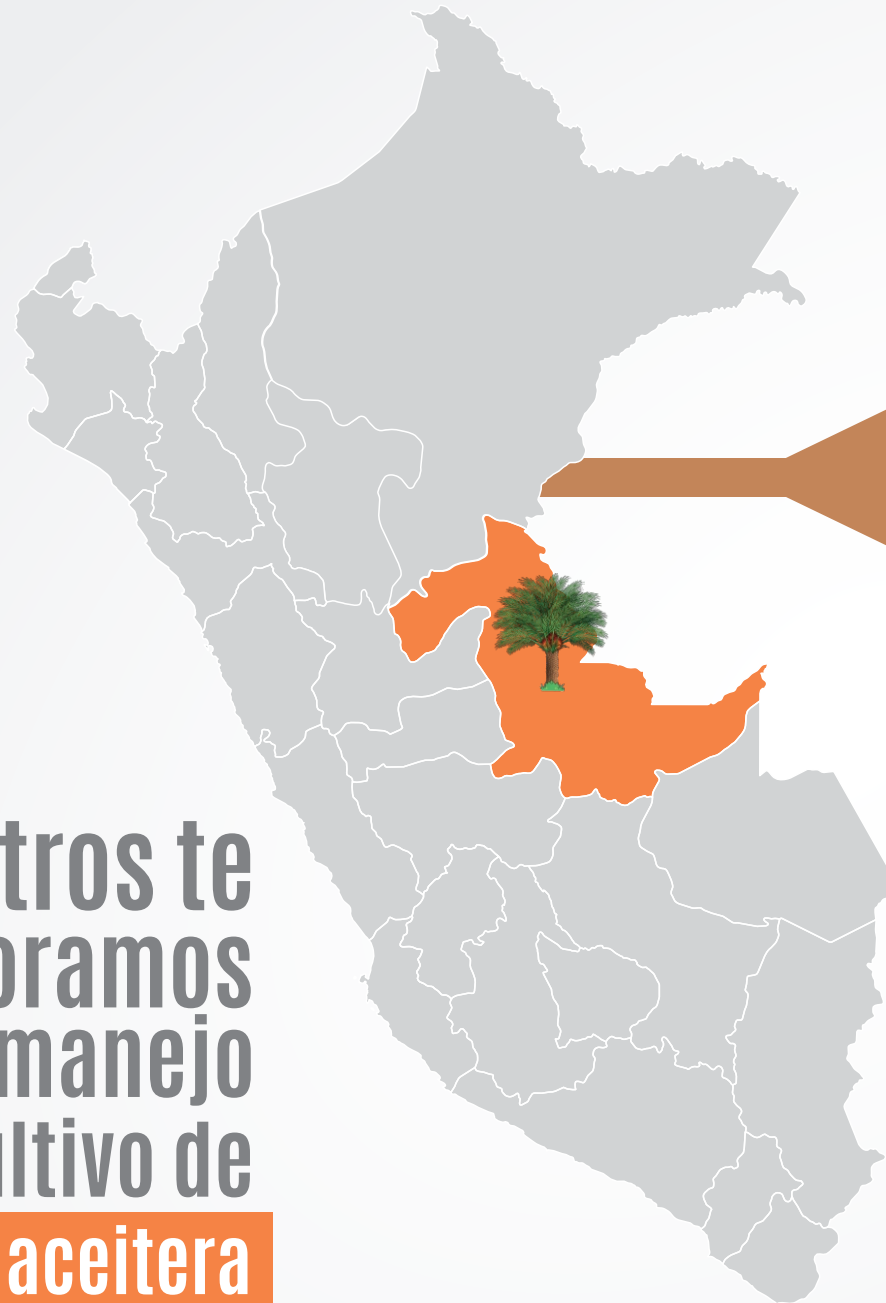 tros te
oramos
manejo
ultivo de
aceitera